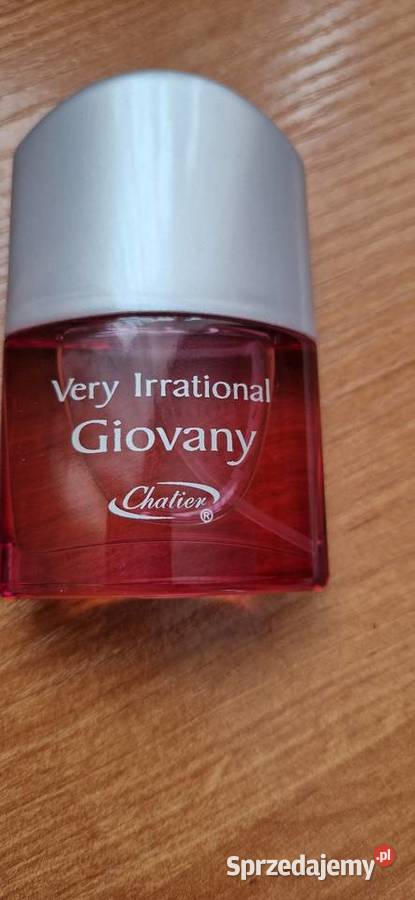 Very Irrational
Giovany
Chatier®
Sprzedajemy.pl